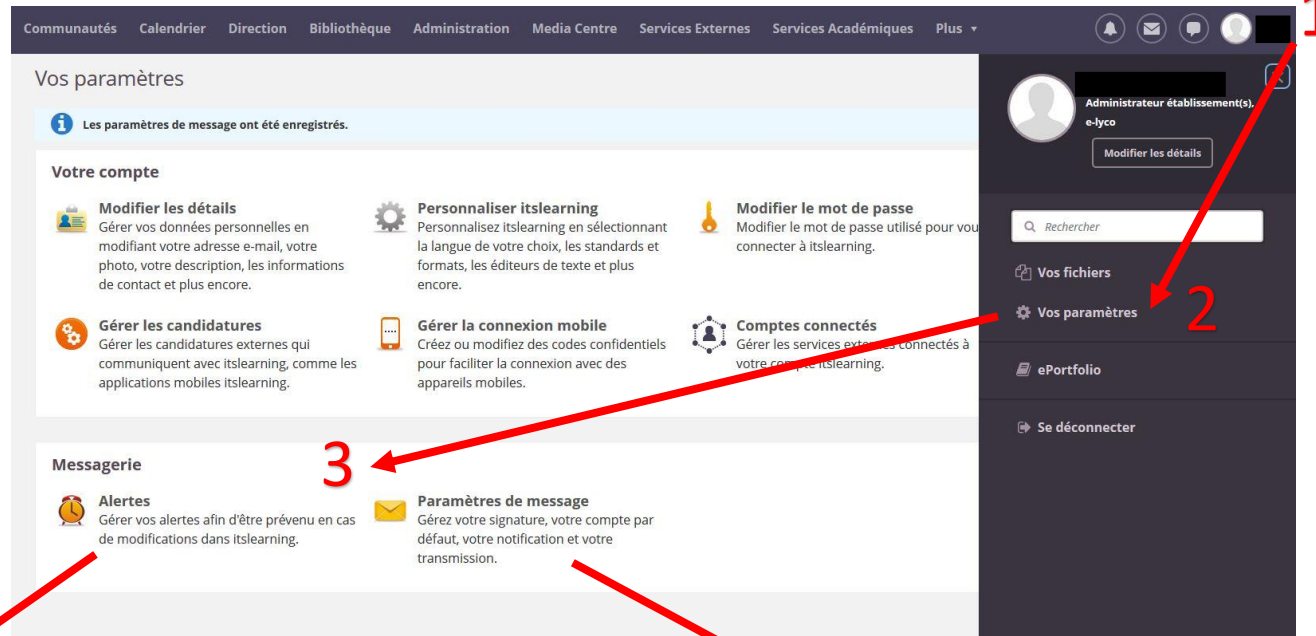 Communautés Calendrier Direction Bibliothèque Administration Media Centre Services Externes Services Académiques Plus
1
Vos paramètres
Les paramètres de message ont été enregistrés.
Votre compte
Modifier les détails
Gérer vos données personnelles en
modifiant votre adresse e-mail, votre
photo, votre description, les informations
de contact et plus encore.
Personnaliser itslearning
Personnalisez itslearning en sélectionnant
la langue de votre choix, les standards et
formats, les éditeurs de texte et plus
encore.
Modifier le mot de passe
Modifier le mot de passe utilisé pour vou
connecter à itslearning.
Gérer les candidatures
Gérer les candidatures externes qui
communiquent avec itslearning, comme les
applications mobiles itslearning.
Gérer la connexion mobile
Créez ou modifiez des codes confidentiels
pour faciliter la connexion avec des
appareils mobiles.
Comptes connectés
Gérer les services externes connectés à
votre compte itslearning.
Messagerie
3
Alertes
Gérer vos alertes afin d'être prévenu en cas
de modifications dans itslearning.
Paramètres de message
Gérez votre signature, votre compte par
défaut, votre notification et votre
transmission.
Administrateur établissement(s),
e-lyco
Modifier les détails
Rechercher
Vos fichiers
Vos paramètres
2
ePortfolio
Se déconnecter